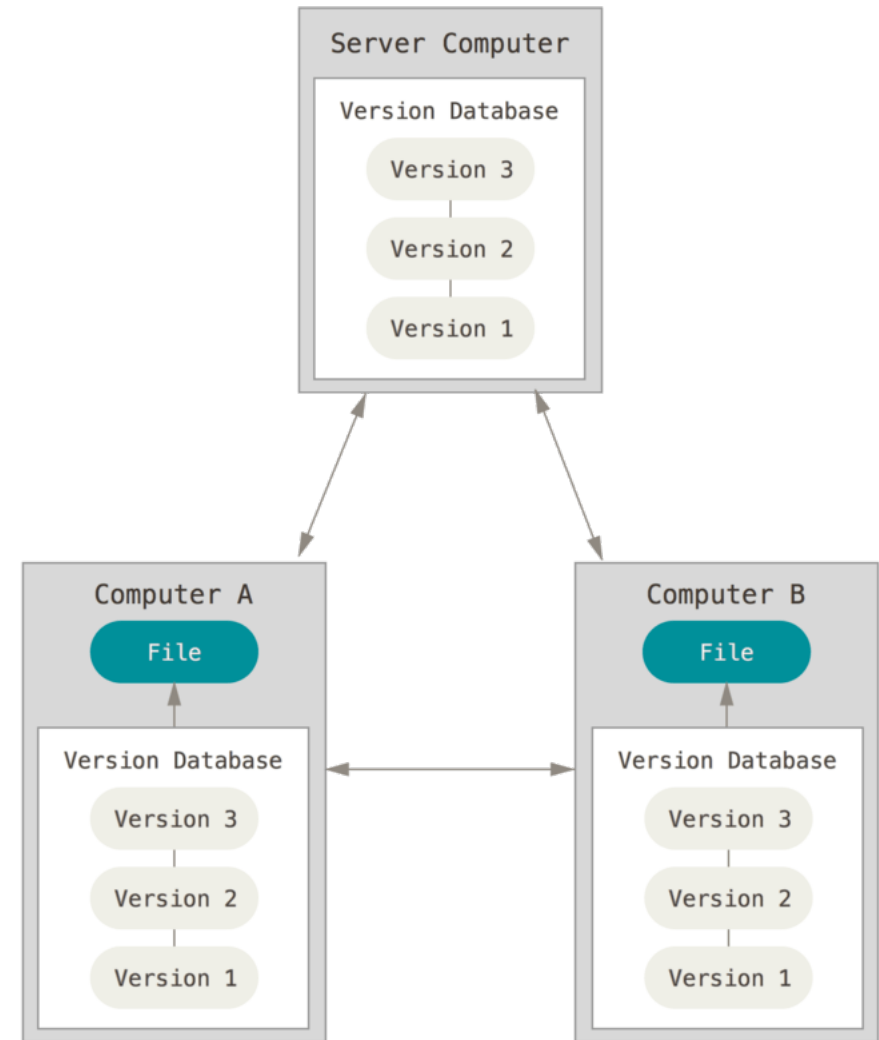 Server Computer
Version Database
Version 3
Version 2
Version 1
Computer A
File
Version Database
Version 3
Version 2
Version 1
Computer B
File
Version Database
Version 3
Version 2
Version 1